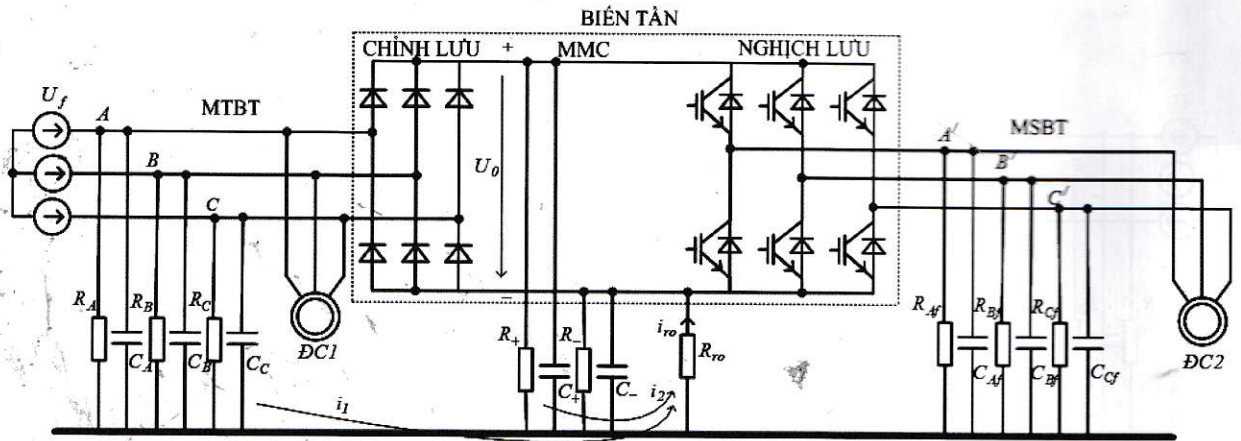 BIẾN TẦN
CHỈNH LƯU + MMC NGHỊCH LƯU
U_f A MTBT
B
C
U_0
A' MSBT
B'
C'
R_A R_B R_C
C_A C_B C_C
ĐC1
–
R_+ R_–
C_+ C_–
i_ro R_ro
R_Af R_Bf R_Cf
C_Af C_Bf C_Cf
ĐC2
i_1 i_2